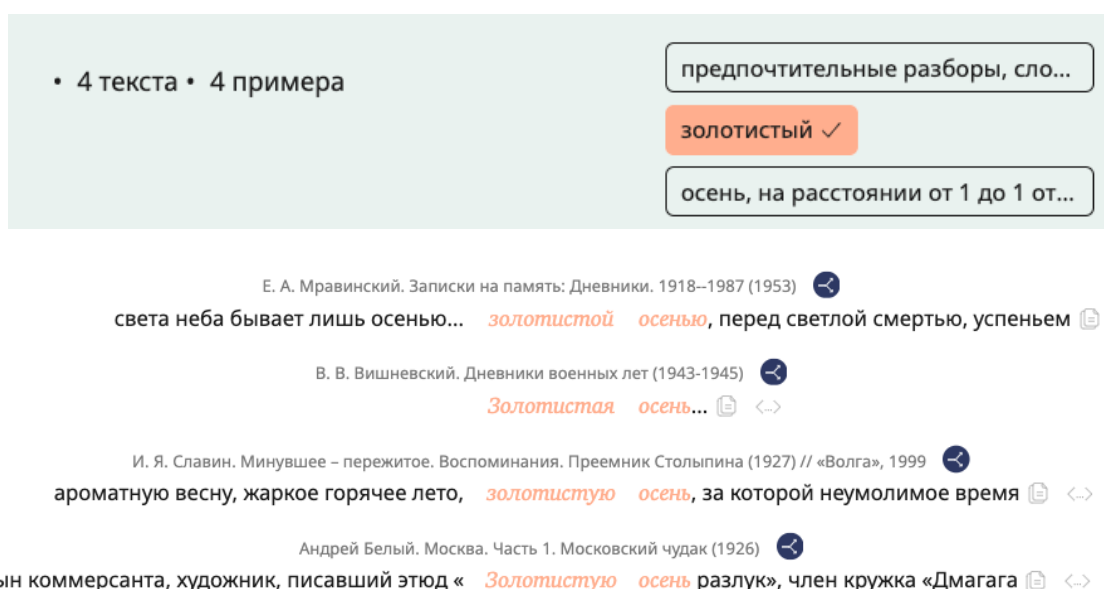 • 4 текста • 4 примера
предпочтительные разборы, сло...
золотистый ✓
осень, на расстоянии от 1 до 1 от...
Е. А. Мравинский. Записки на память: Дневники. 1918--1987 (1953)
света неба бывает лишь осенью... золотистой осенью, перед светлой смертью, успеньем
В. В. Вишневский. Дневники военных лет (1943-1945)
Золотистая осень... <...>
И. Я. Славин. Минувшее – пережитое. Воспоминания. Преемник Столыпина (1927) // «Волга», 1999
ароматную весну, жаркое горячее лето, золотистую осень, за которой неумолимое время <...>
Андрей Белый. Москва. Часть 1. Московский чудак (1926)
ын коммерсанта, художник, писавший этюд « Золотистую осень разлук», член кружка «Дмагага <...>